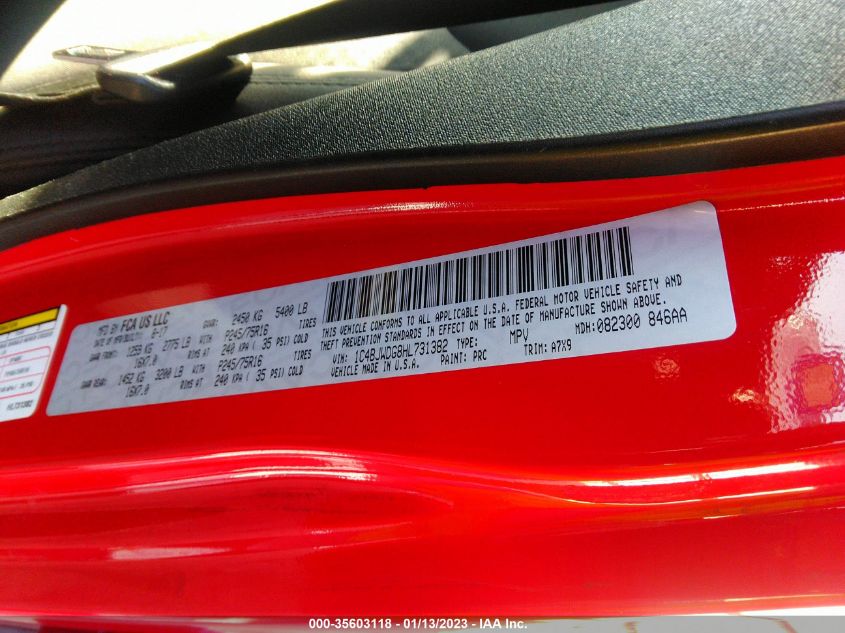 MFD BY FCA US LLC
DATE OF MFR 8-17 GVWR: 2450 KG 5400 LB
1259 KG 2775 LB WITH P245/75R16 TIRES
16X7.0 RIMS AT 240 KPA ( 35 PSI) COLD
GAWR REAR: 1452 KG 3200 LB WITH P245/75R16 TIRES
16X7.0 RIMS AT 240 KPA ( 35 PSI) COLD
THIS VEHICLE CONFORMS TO ALL APPLICABLE U.S.A. FEDERAL MOTOR VEHICLE SAFETY AND
THEFT PREVENTION STANDARDS IN EFFECT ON THE DATE OF MANUFACTURE SHOWN ABOVE.
MDH: 082300 846AA
VIN: 1C4BJWDG8HL731382 TYPE: MPV
VEHICLE MADE IN U.S.A. PAINT: PRC TRIM: A7X9
000-35603118 - 01/13/2023 - IAA Inc.